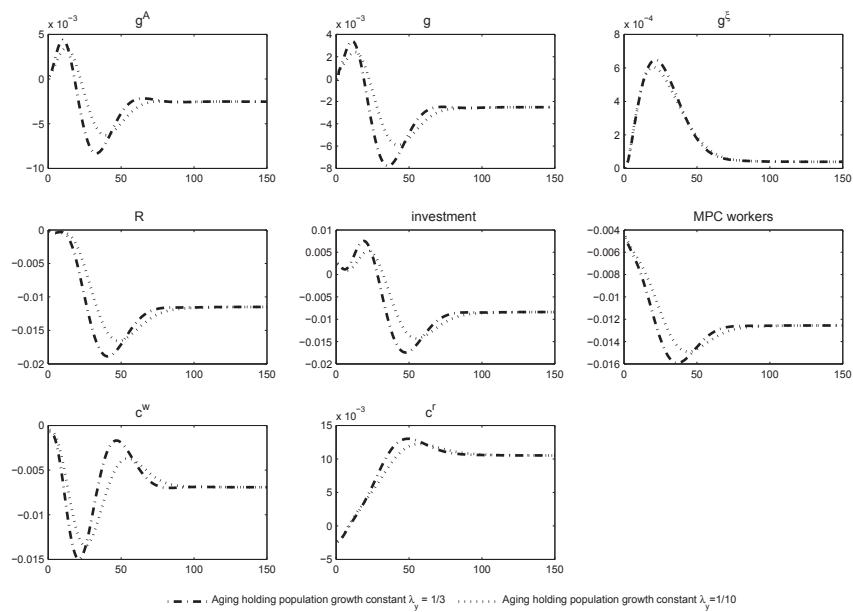 x 10⁻³ g^A
5
0
−5
−10
0 50 100 150
x 10⁻³ g
4
2
0
−2
−4
−6
−8
0 50 100 150
x 10⁻⁴ g^ξ
8
6
4
2
0
0 50 100 150
R
0
−0.005
−0.01
−0.015
−0.02
0 50 100 150
investment
0.01
0.005
0
−0.005
−0.01
−0.015
−0.02
0 50 100 150
MPC workers
−0.004
−0.006
−0.008
−0.01
−0.012
−0.014
−0.016
0 50 100 150
c^w
0
−0.005
−0.01
−0.015
0 50 100 150
x 10⁻³ c^r
15
10
5
0
−5
0 50 100 150
Aging holding population growth constant λ_y = 1/3 Aging holding population growth constant λ_y =1/10